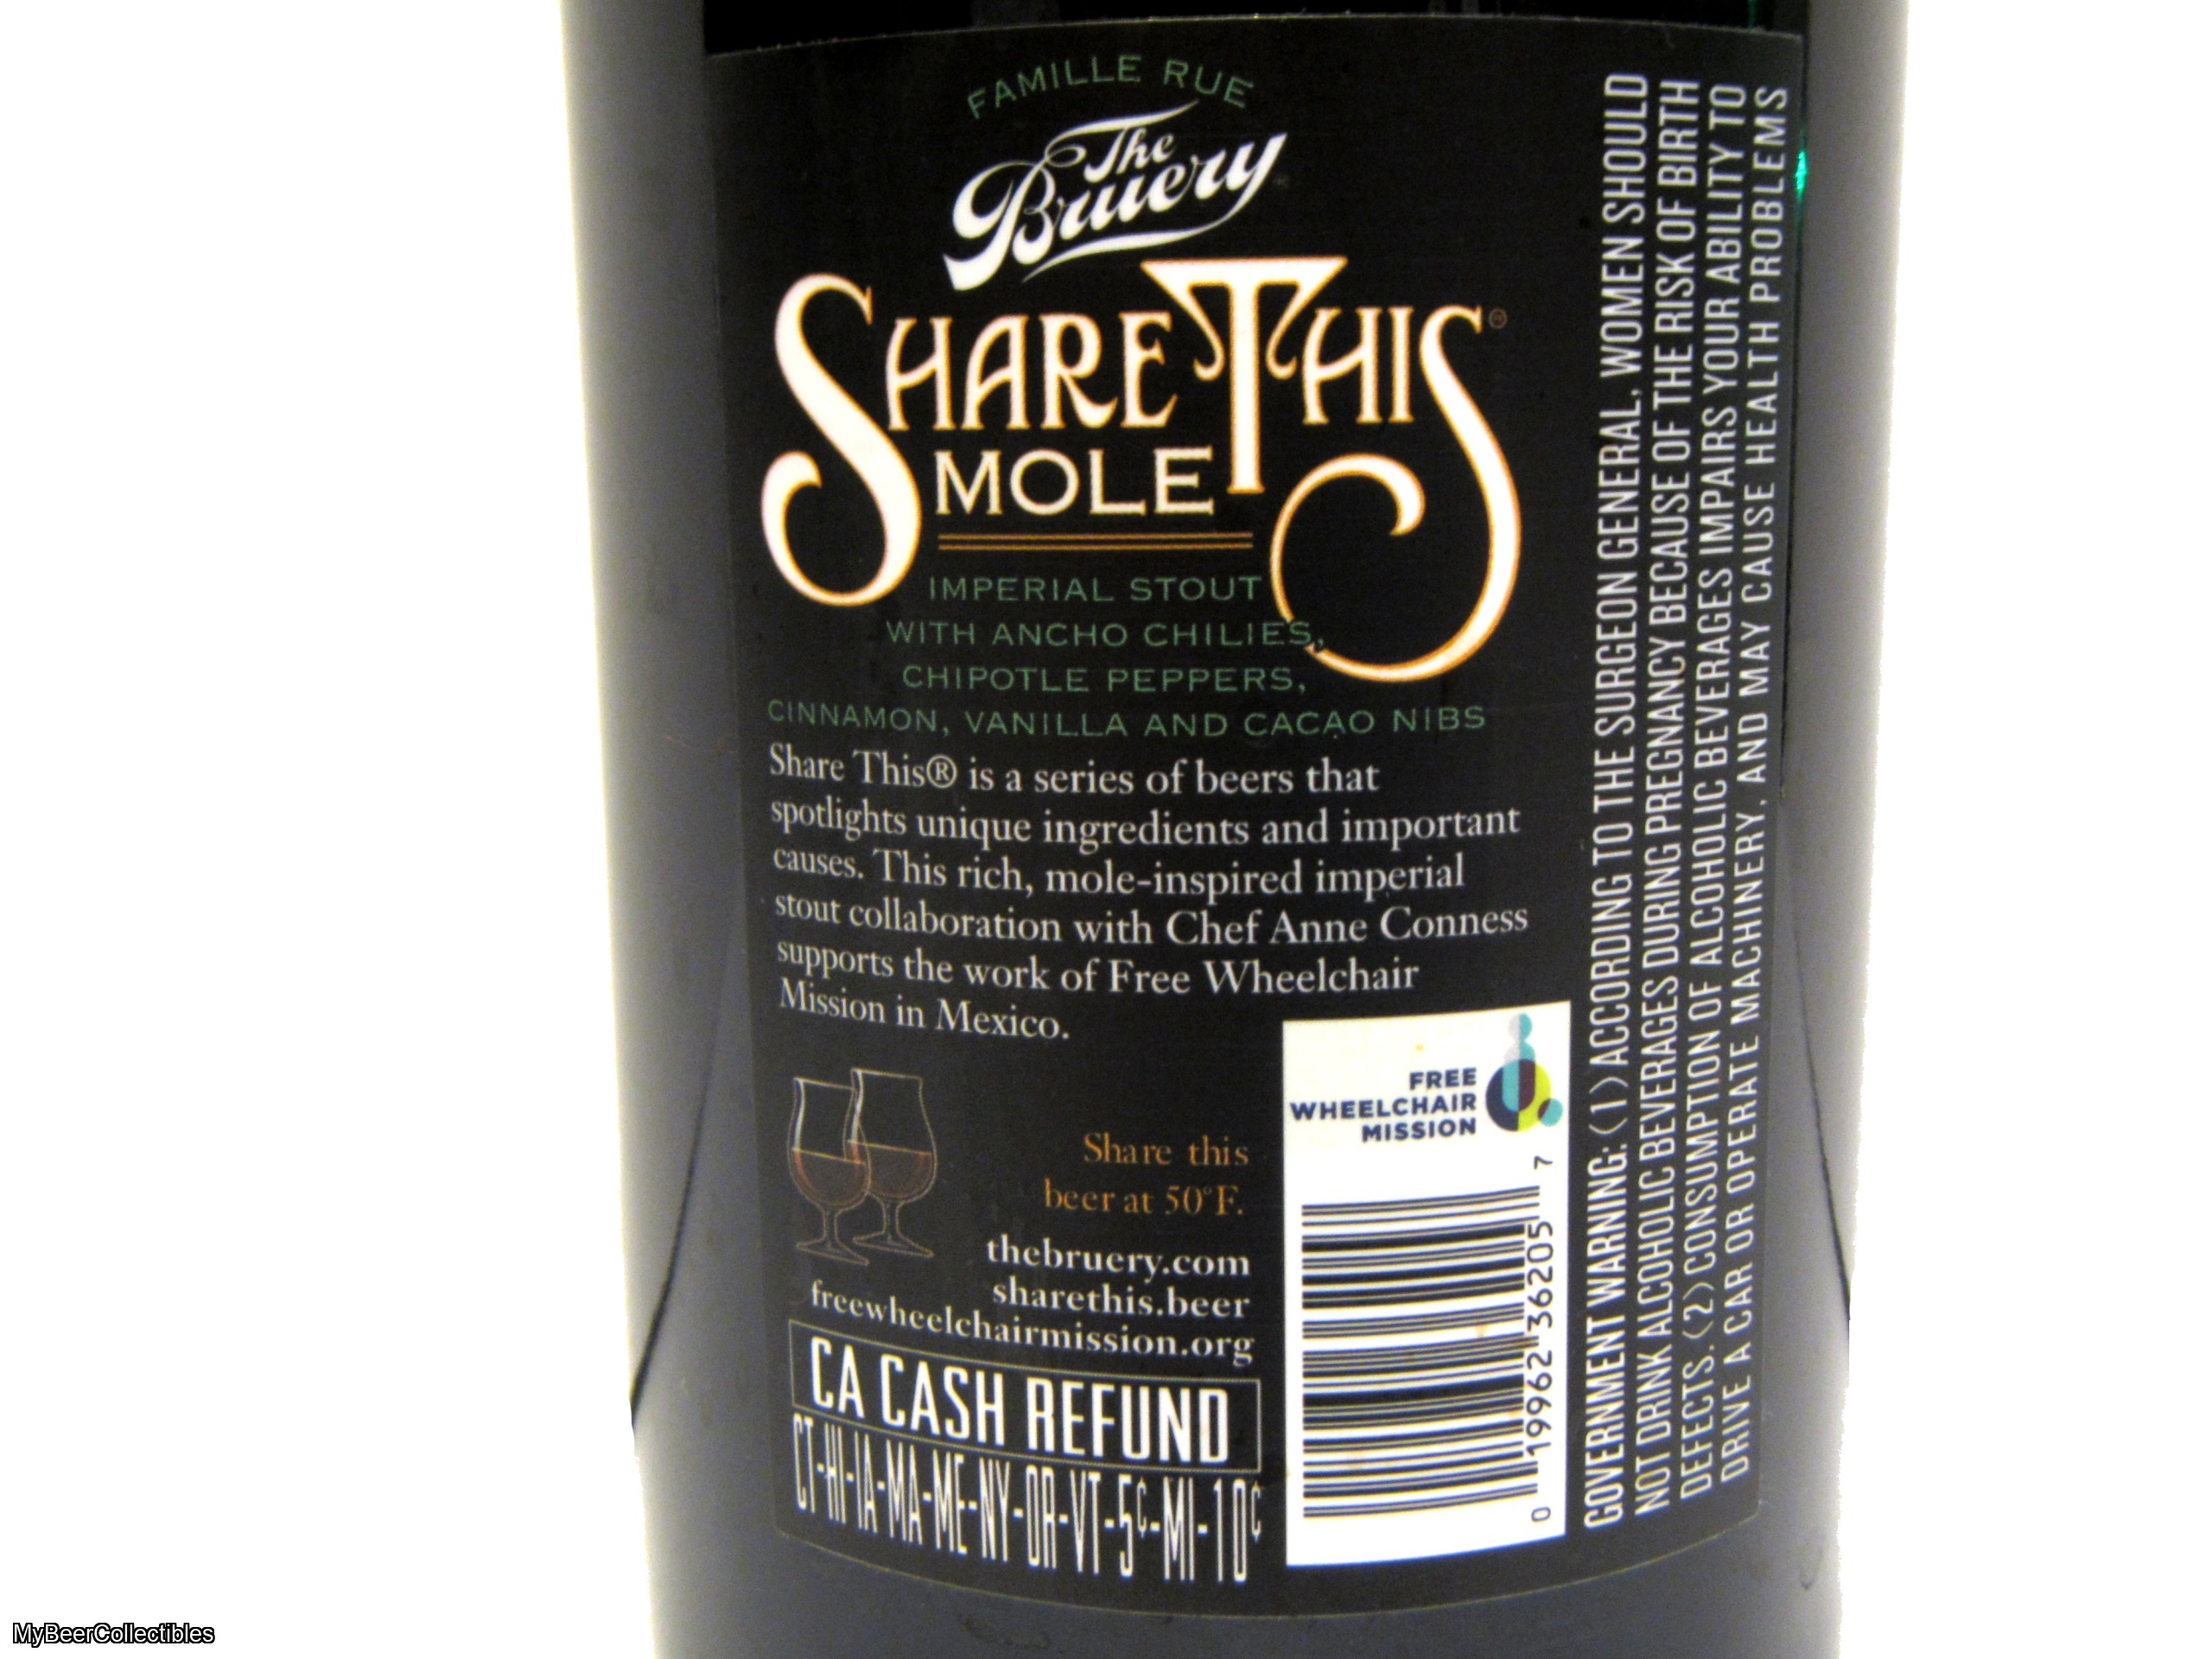 FAMILLE RUE
The
Bruery
SHARE THIS®
MOLE
IMPERIAL STOUT
WITH ANCHO CHILIES,
CHIPOTLE PEPPERS,
CINNAMON, VANILLA AND CACAO NIBS
Share This® is a series of beers that
spotlights unique ingredients and important
causes. This rich, mole-inspired imperial
stout collaboration with Chef Anne Conness
supports the work of Free Wheelchair
Mission in Mexico.
Share this
beer at 50°F.
thebruery.com
sharethis.beer
freewheelchairmission.org
CA CASH REFUND
CT-HI-IA-MA-ME-NY-OR-VT-5¢-MI-10¢
FREE
WHEELCHAIR
MISSION
0 19962 36205 7
GOVERNMENT WARNING: (1) ACCORDING TO THE SURGEON GENERAL, WOMEN SHOULD
NOT DRINK ALCOHOLIC BEVERAGES DURING PREGNANCY BECAUSE OF THE RISK OF BIRTH
DEFECTS. (2) CONSUMPTION OF ALCOHOLIC BEVERAGES IMPAIRS YOUR ABILITY TO
DRIVE A CAR OR OPERATE MACHINERY, AND MAY CAUSE HEALTH PROBLEMS
MyBeerCollectibles